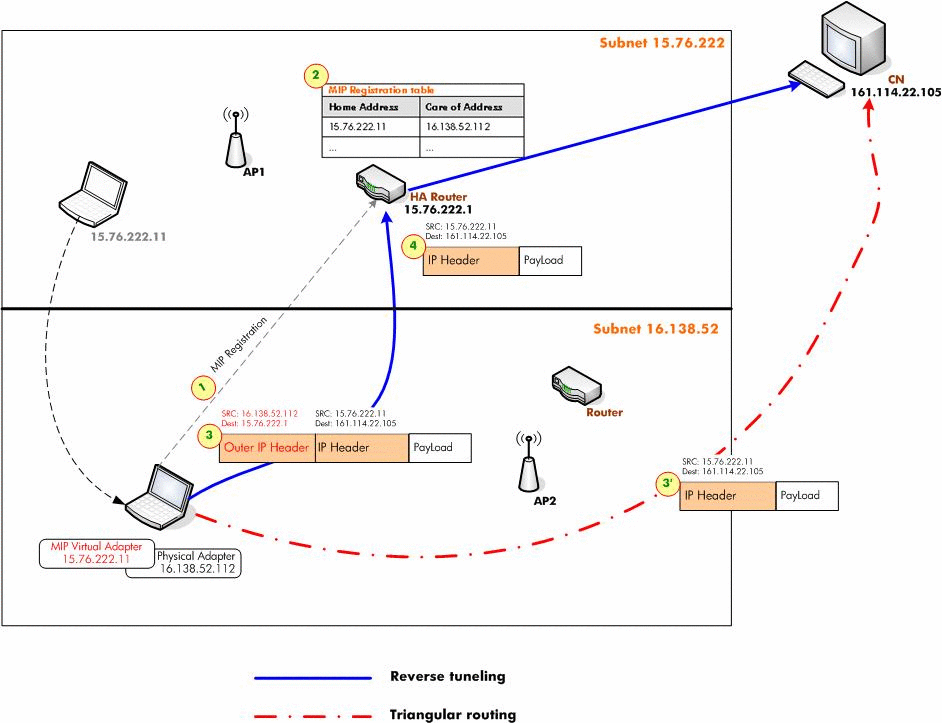 Subnet 15.76.222
CN
161.114.22.105
2
MIP Registration table
Home Address Care of Address
15.76.222.11 16.138.52.112
... ...
AP1
HA Router
15.76.222.1
15.76.222.11
SRC: 15.76.222.11
Dest: 161.114.22.105
4
IP Header PayLoad
Subnet 16.138.52
MIP Registration
1
Router
SRC: 16.138.52.112 SRC: 15.76.222.11
Dest: 15.76.222.1 Dest: 161.114.22.105
3
Outer IP Header IP Header PayLoad
AP2
SRC: 15.76.222.11
Dest: 161.114.22.105
3'
IP Header PayLoad
MIP Virtual Adapter
15.76.222.11
Physical Adapter
16.138.52.112
Reverse tuneling
Triangular routing